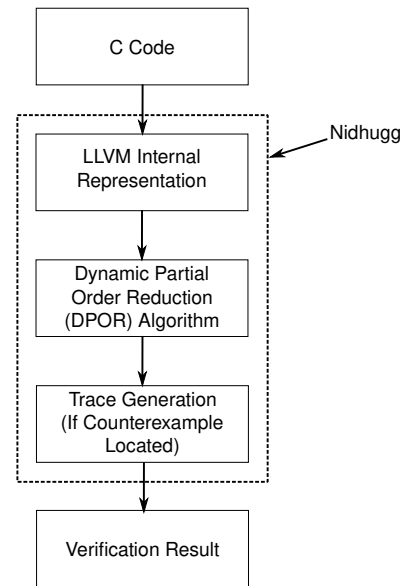 C Code
Nidhugg
LLVM Internal
Representation
Dynamic Partial
Order Reduction
(DPOR) Algorithm
Trace Generation
(If Counterexample
Located)
Verification Result